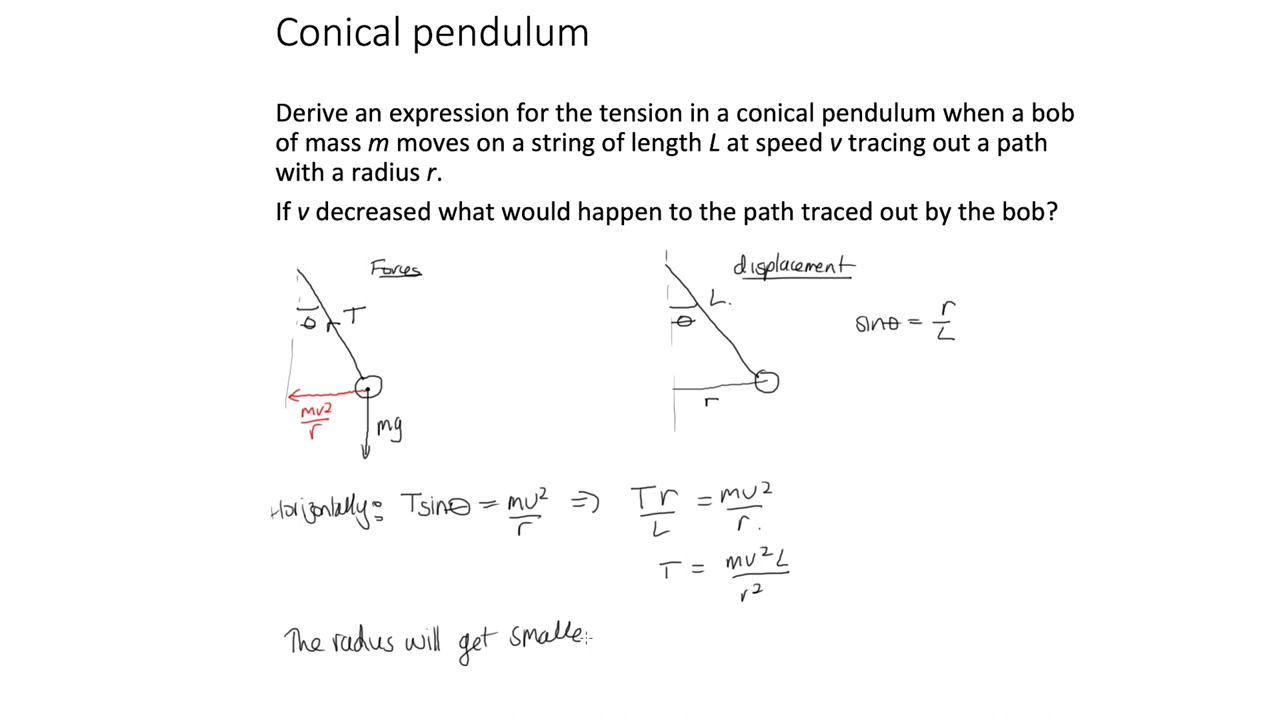 Conical pendulum
Derive an expression for the tension in a conical pendulum when a bob
of mass m moves on a string of length L at speed v tracing out a path
with a radius r.
If v decreased what would happen to the path traced out by the bob?
Forces
θ T
mv²/r
mg
displacement
L.
θ
r
sinθ = r/L
Horizontally: Tsinθ = mv²/r ⇒ Tr/L = mv²/r.
T = mv²L/r²
The radius will get smalle